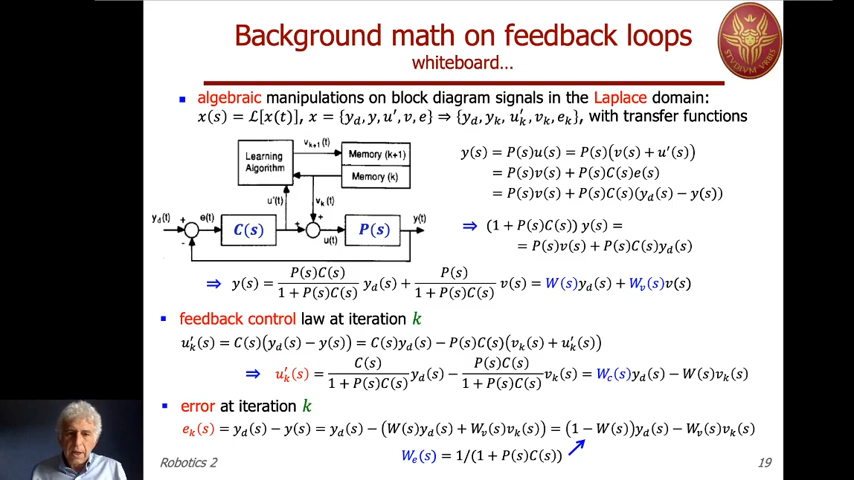 Background math on feedback loops
whiteboard...
STVDIVM VRBIS
▪ algebraic manipulations on block diagram signals in the Laplace domain:
x(s) = ℒ[x(t)], x = {y_d, y, u′, v, e} ⇒ {y_d, y_k, u′_k, v_k, e_k}, with transfer functions
v_{k+1}(t)
Learning Algorithm
Memory (k+1)
Memory (k)
u'(t)
v_k(t)
y_d(t) + - e(t)
C(s)
+ +
u(t)
P(s)
y(t)
y(s) = P(s)u(s) = P(s)(v(s) + u′(s))
= P(s)v(s) + P(s)C(s)e(s)
= P(s)v(s) + P(s)C(s)(y_d(s) − y(s))
⇒ (1 + P(s)C(s)) y(s) =
= P(s)v(s) + P(s)C(s)y_d(s)
⇒ y(s) = P(s)C(s) / (1 + P(s)C(s)) y_d(s) + P(s) / (1 + P(s)C(s)) v(s) = W(s)y_d(s) + W_v(s)v(s)
▪ feedback control law at iteration k
u′_k(s) = C(s)(y_d(s) − y(s)) = C(s)y_d(s) − P(s)C(s)(v_k(s) + u′_k(s))
⇒ u′_k(s) = C(s) / (1 + P(s)C(s)) y_d(s) − P(s)C(s) / (1 + P(s)C(s)) v_k(s) = W_c(s)y_d(s) − W(s)v_k(s)
▪ error at iteration k
e_k(s) = y_d(s) − y(s) = y_d(s) − (W(s)y_d(s) + W_v(s)v_k(s)) = (1 − W(s))y_d(s) − W_v(s)v_k(s)
W_e(s) = 1/(1 + P(s)C(s))
Robotics 2
19